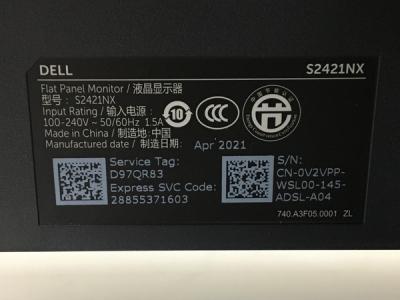 DELL S2421NX
Flat Panel Monitor / 液晶显示器
型号: S2421NX
Input Rating / 输入电源:
100-240V ~ 50/60Hz 1.5A
Made in China / 制造地: 中国
Manufactured date / 制造日期: Apr 2021
10
CCC
Service Tag:
D97QR83
Express SVC Code:
28855371603
S/N:
CN-0V2VPP-
WSL00-145-
ADSL-A04
740.A3F05.0001 ZL